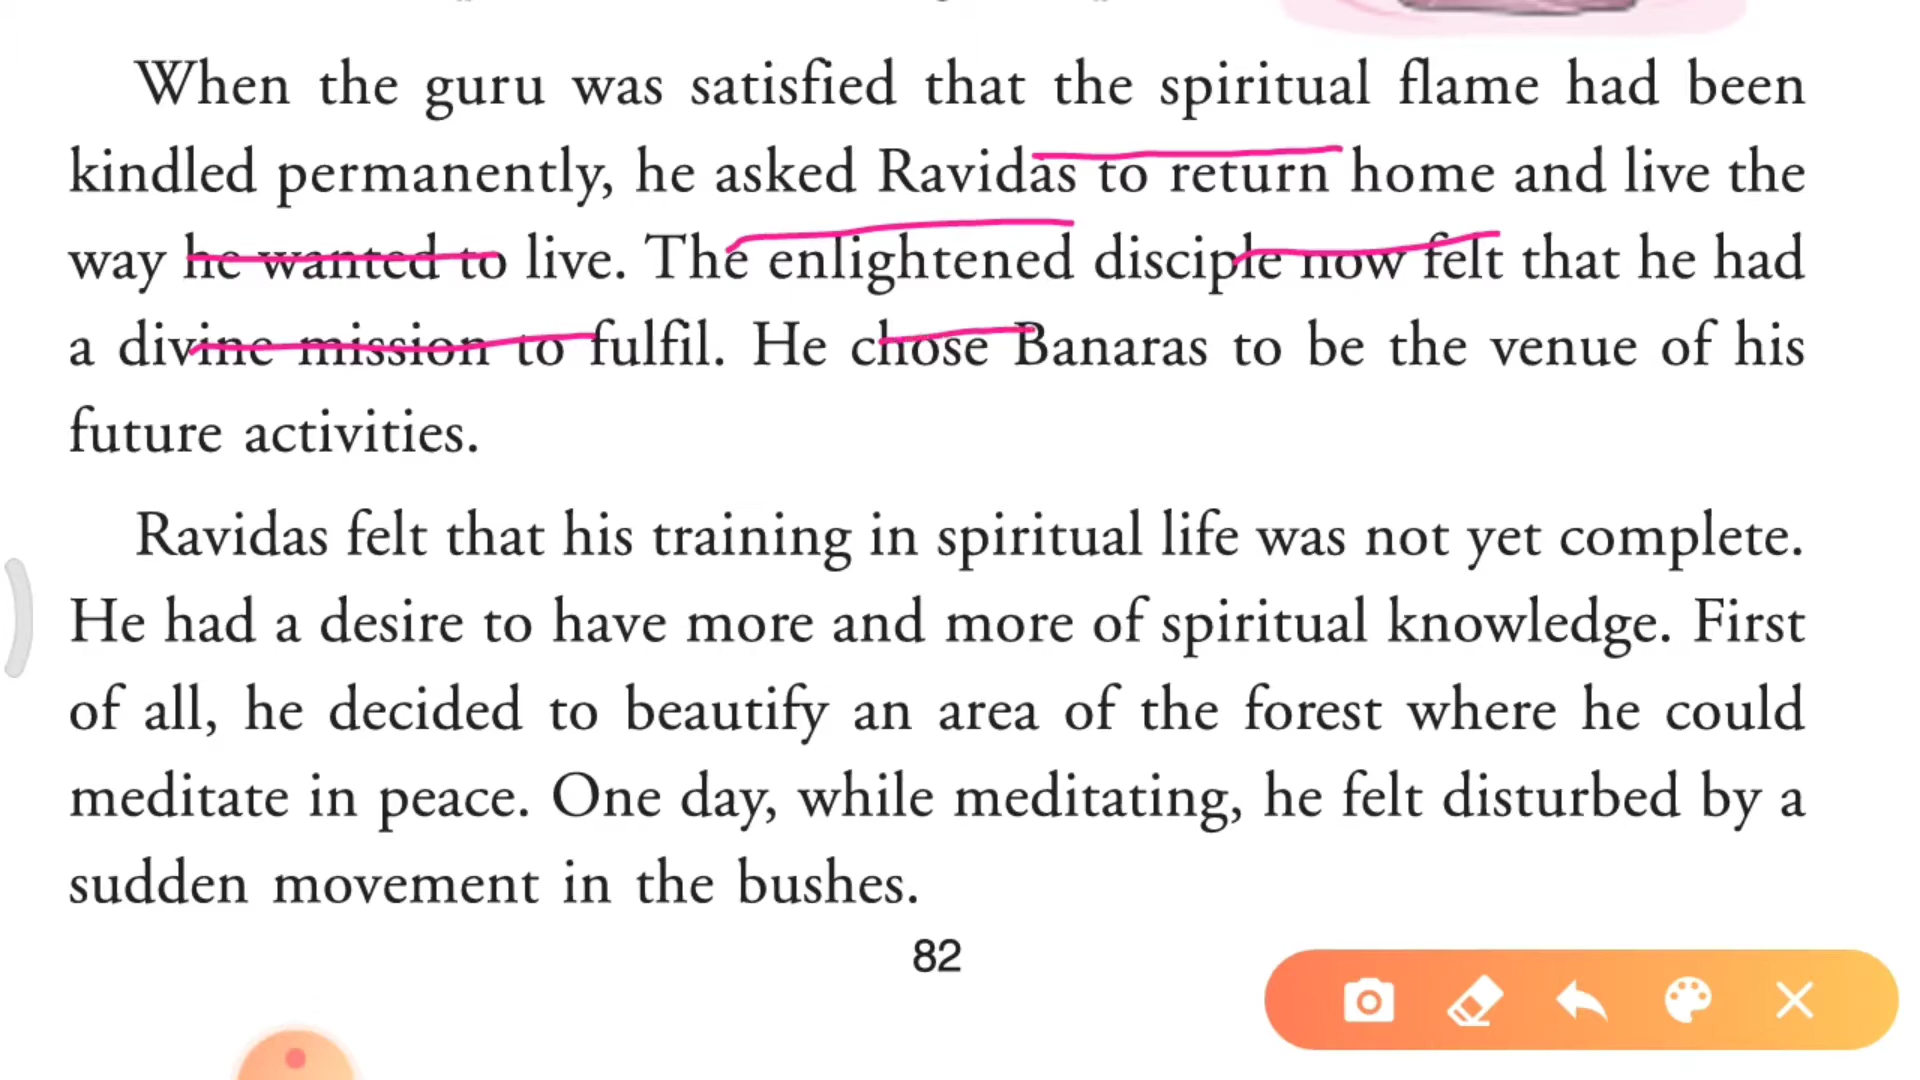 When the guru was satisfied that the spiritual flame had been
kindled permanently, he asked Ravidas to return home and live the
way he wanted to live. The enlightened disciple now felt that he had
a divine mission to fulfil. He chose Banaras to be the venue of his
future activities.
Ravidas felt that his training in spiritual life was not yet complete.
He had a desire to have more and more of spiritual knowledge. First
of all, he decided to beautify an area of the forest where he could
meditate in peace. One day, while meditating, he felt disturbed by a
sudden movement in the bushes.
82